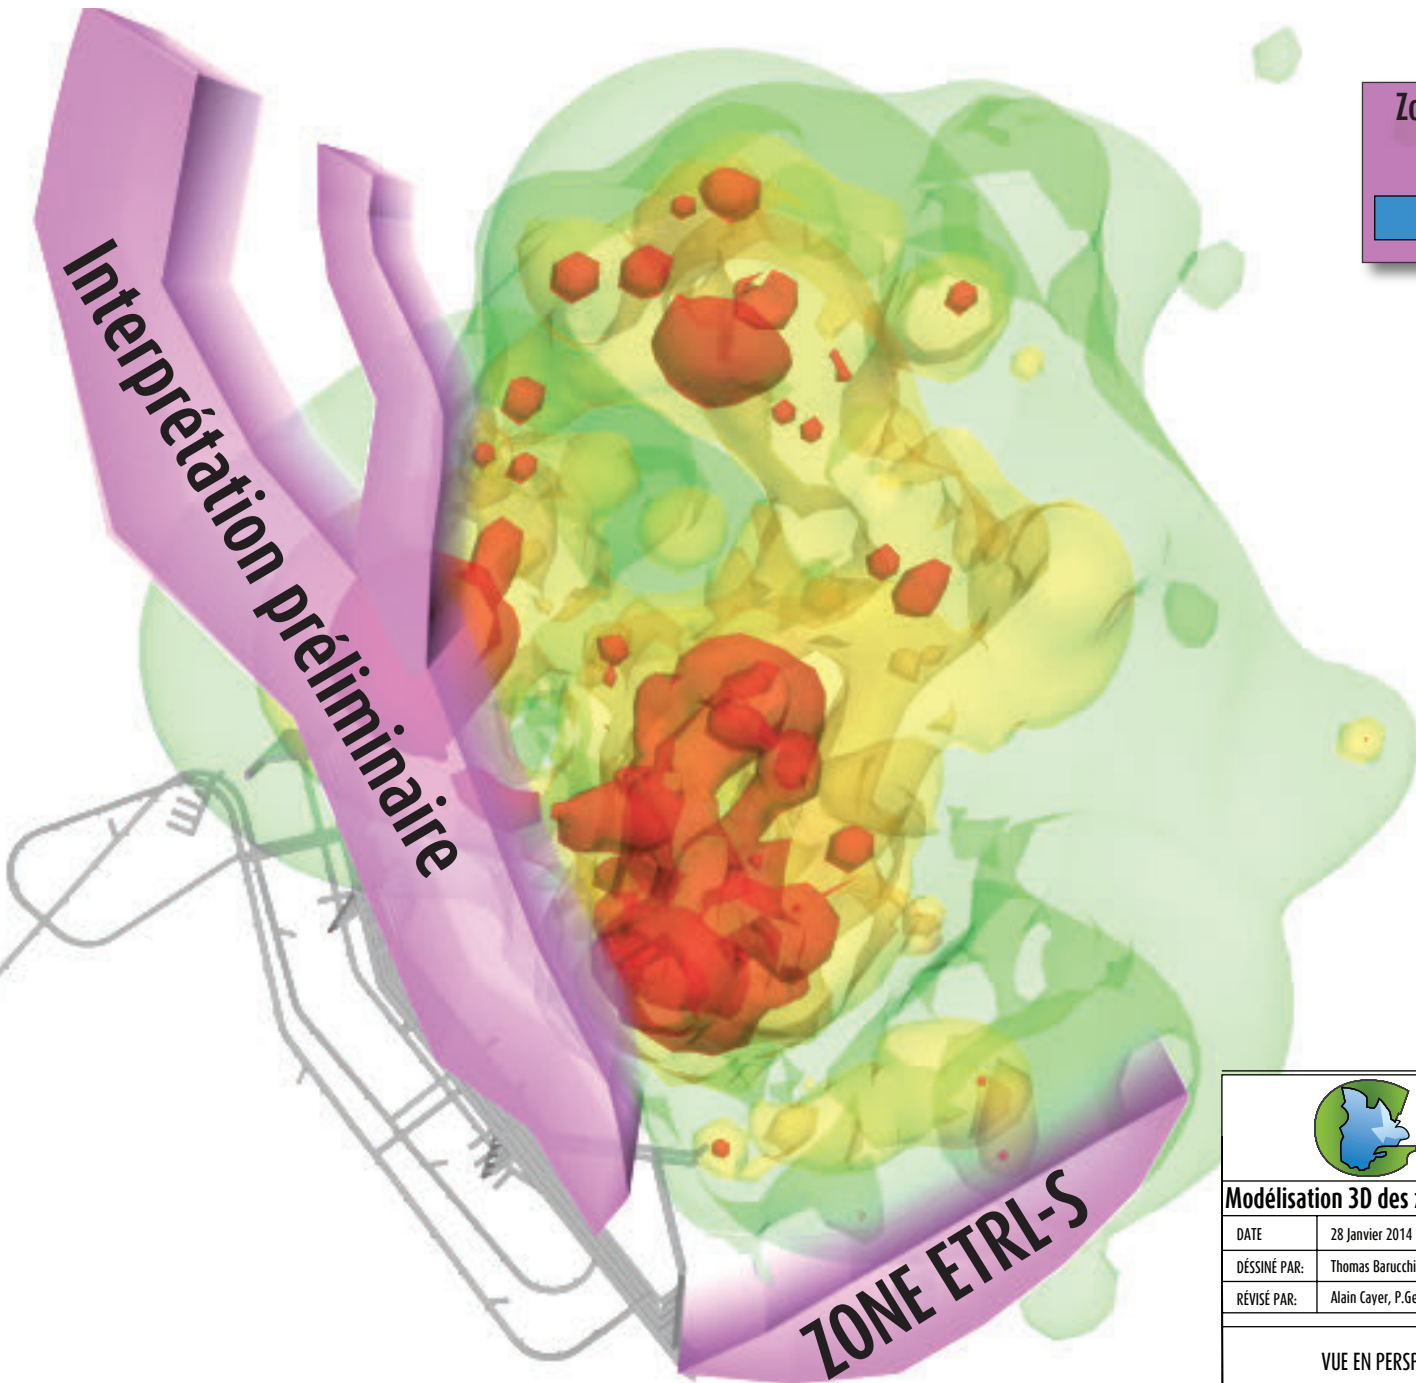 Interprétation préliminaire
ZONE ETRL-S
Modélisation 3D des
DATE 28 Janvier 2014
DÉSSINÉ PAR: Thomas Barucchi
RÉVISÉ PAR: Alain Cayer, P.Ge
VUE EN PERSP